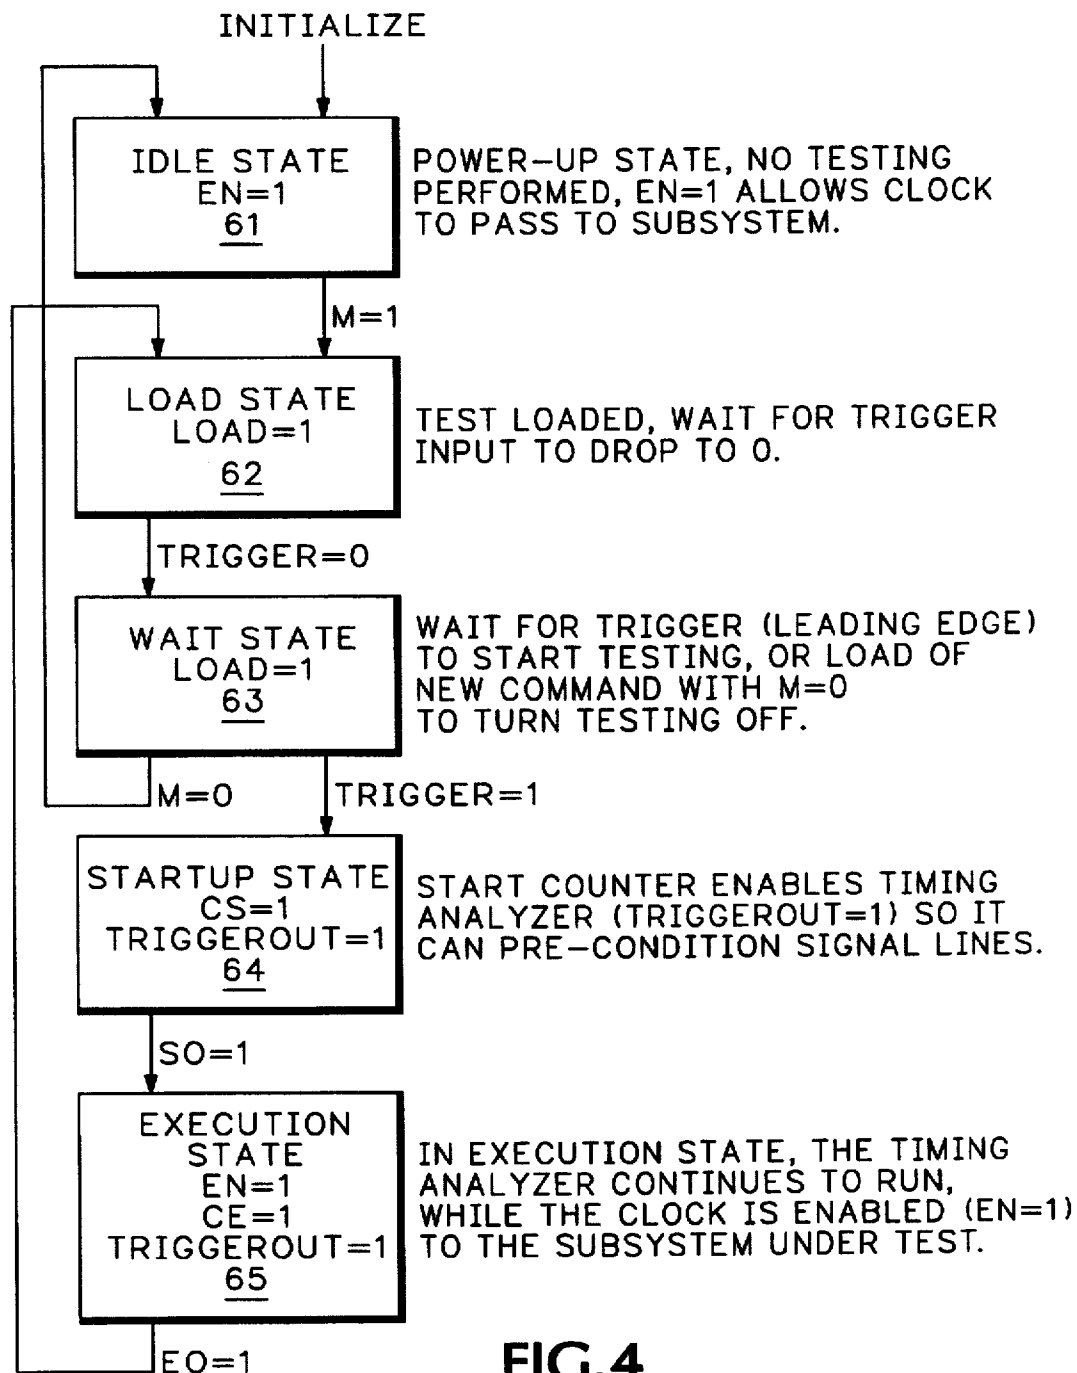 INITIALIZE
IDLE STATE
EN=1
61
POWER-UP STATE, NO TESTING
PERFORMED, EN=1 ALLOWS CLOCK
TO PASS TO SUBSYSTEM.
M=1
LOAD STATE
LOAD=1
62
TEST LOADED, WAIT FOR TRIGGER
INPUT TO DROP TO 0.
TRIGGER=0
WAIT STATE
LOAD=1
63
WAIT FOR TRIGGER (LEADING EDGE)
TO START TESTING, OR LOAD OF
NEW COMMAND WITH M=0
TO TURN TESTING OFF.
M=0
TRIGGER=1
STARTUP STATE
CS=1
TRIGGEROUT=1
64
START COUNTER ENABLES TIMING
ANALYZER (TRIGGEROUT=1) SO IT
CAN PRE-CONDITION SIGNAL LINES.
SO=1
EXECUTION
STATE
EN=1
CE=1
TRIGGEROUT=1
65
IN EXECUTION STATE, THE TIMING
ANALYZER CONTINUES TO RUN,
WHILE THE CLOCK IS ENABLED (EN=1)
TO THE SUBSYSTEM UNDER TEST.
EO=1
FIG.4